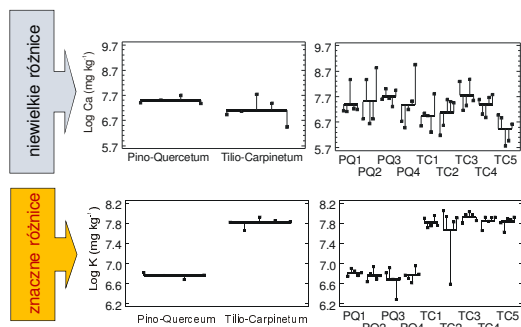 niewielkie różnice
Log Ca (mg kg⁻¹)
9.7
8.7
7.7
6.7
5.7
Pino-Quercetum Tilio-Carpinetum
9.7
8.7
7.7
6.7
5.7
PQ1 PQ3 TC1 TC3 TC5
PQ2 PQ4 TC2 TC4
znaczne różnice
Log K (mg kg⁻¹)
8.2
7.8
7.4
7.0
6.6
6.2
Pino-Querceum Tilio-Carpinetum
8.2
7.8
7.4
7.0
6.6
6.2
PQ1 PQ3 TC1 TC3 TC5